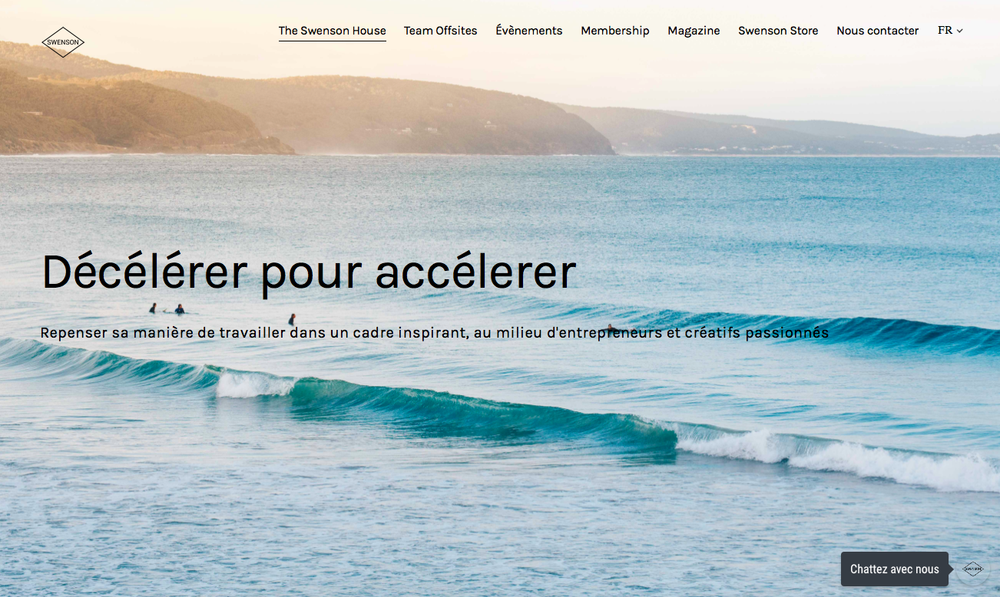 SWENSON
The Swenson House Team Offsites Évènements Membership Magazine Swenson Store Nous contacter FR
Décélérer pour accélerer
Repenser sa manière de travailler dans un cadre inspirant, au milieu d'entrepreneurs et créatifs passionnés
Chattez avec nous
SWENSON